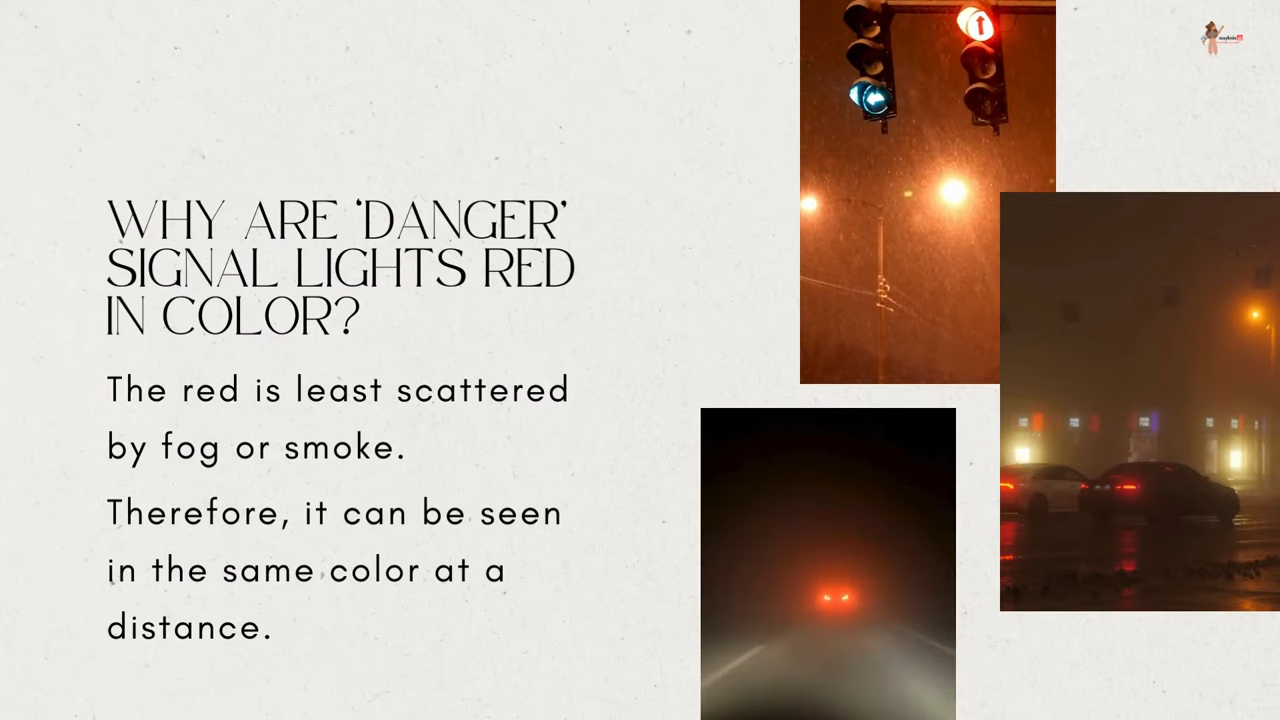 WHY ARE ‘DANGER’
SIGNAL LIGHTS RED
IN COLOR?
The red is least scattered
by fog or smoke.
Therefore, it can be seen
in the same color at a
distance.